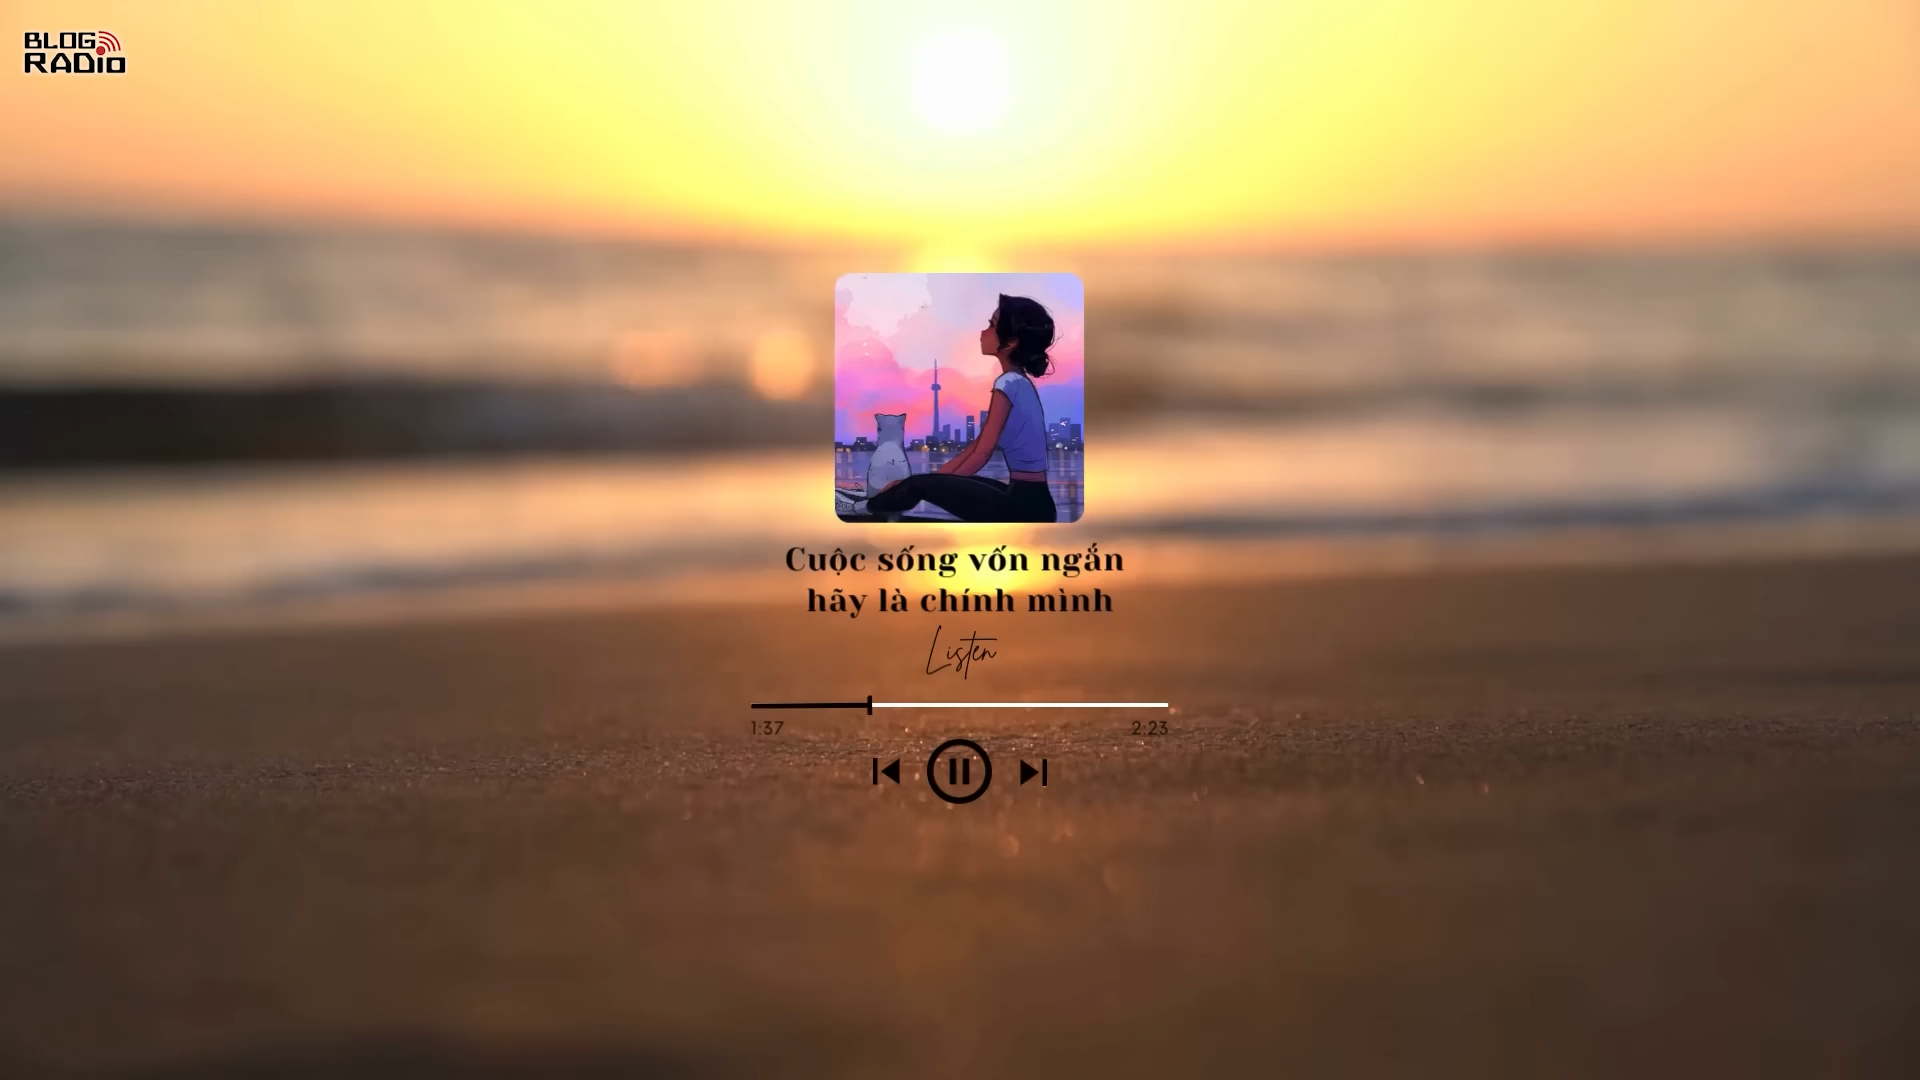 BLOG
RADio
Cuộc sống vốn ngắn
hãy là chính mình
Listen
1:37
2:23